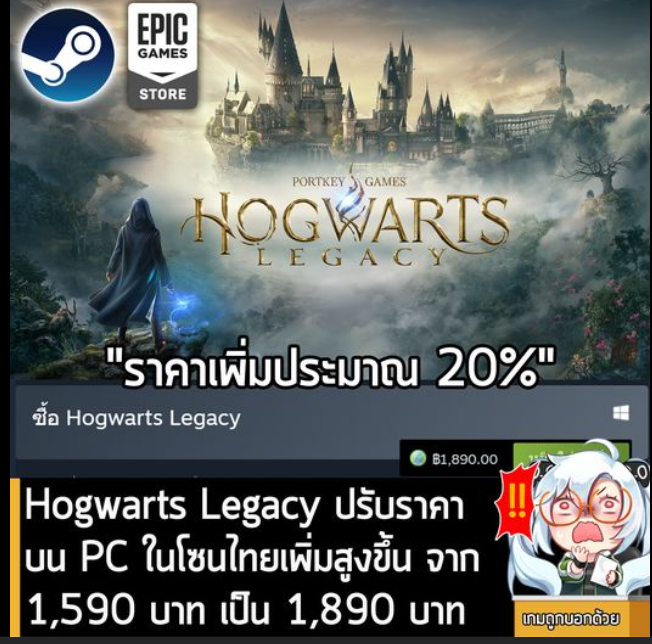 EPIC
GAMES
STORE
PORTKEY GAMES
HOGWARTS
LEGACY
"ราคาเพิ่มประมาณ 20%"
ซื้อ Hogwarts Legacy
฿1,890.00
!!
Hogwarts Legacy ปรับราคา
บน PC ในโซนไทยเพิ่มสูงขึ้น จาก
1,590 บาท เป็น 1,890 บาท
เกมถูกบอกด้วย